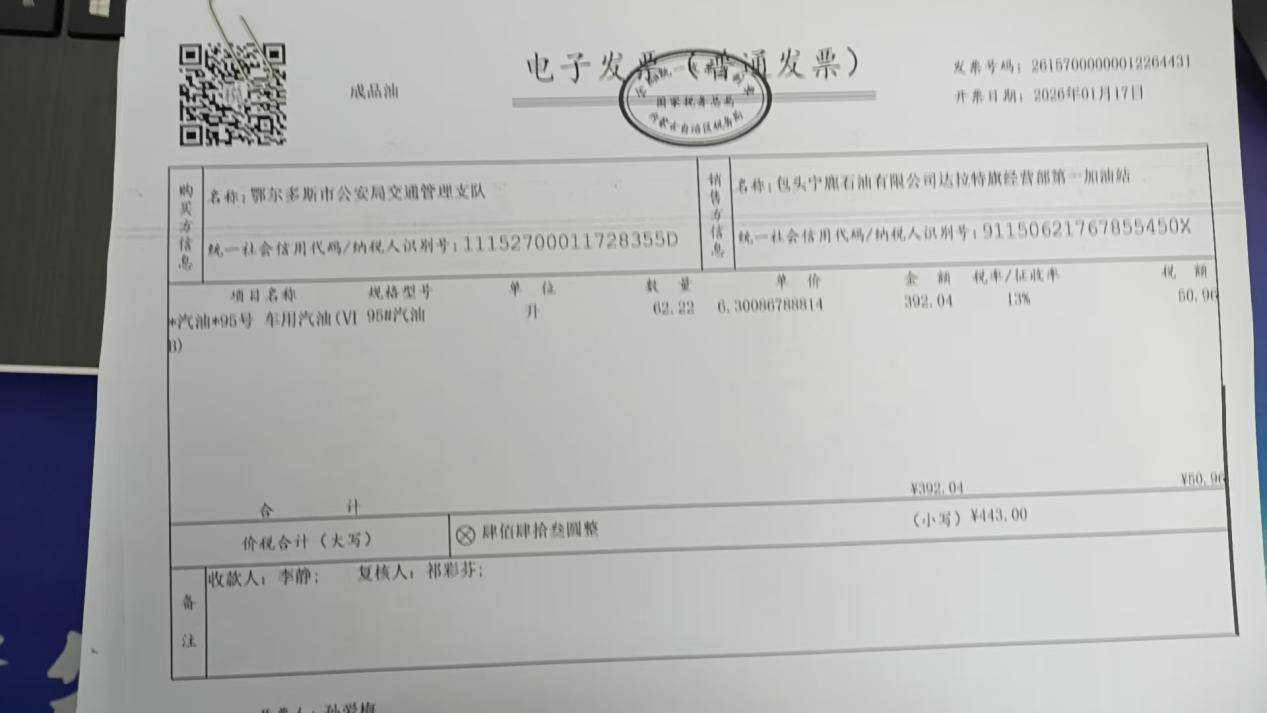 电子发票（普通发票）
成品油
发票号码：26157000000012264431
开票日期：2026年01月17日
国家税务总局
内蒙古自治区税务局
购买方信息
名称：鄂尔多斯市公安局交通管理支队
统一社会信用代码/纳税人识别号：11152700011728355D
销售方信息
名称：包头宁鹿石油有限公司达拉特旗经营部第一加油站
统一社会信用代码/纳税人识别号：91150621767855450X
项目名称 规格型号 单位 数量 单价 金额 税率/征收率 税额
*汽油*95号 车用汽油(VI 95#汽油 升 62.22 6.30086788814 392.04 13% 50.96
B)
合计 ¥392.04 ¥50.96
价税合计（大写） ⊗肆佰肆拾叁圆整 （小写）¥443.00
备注
收款人：李静； 复核人：祁彩芬；
开票人：孙爱梅